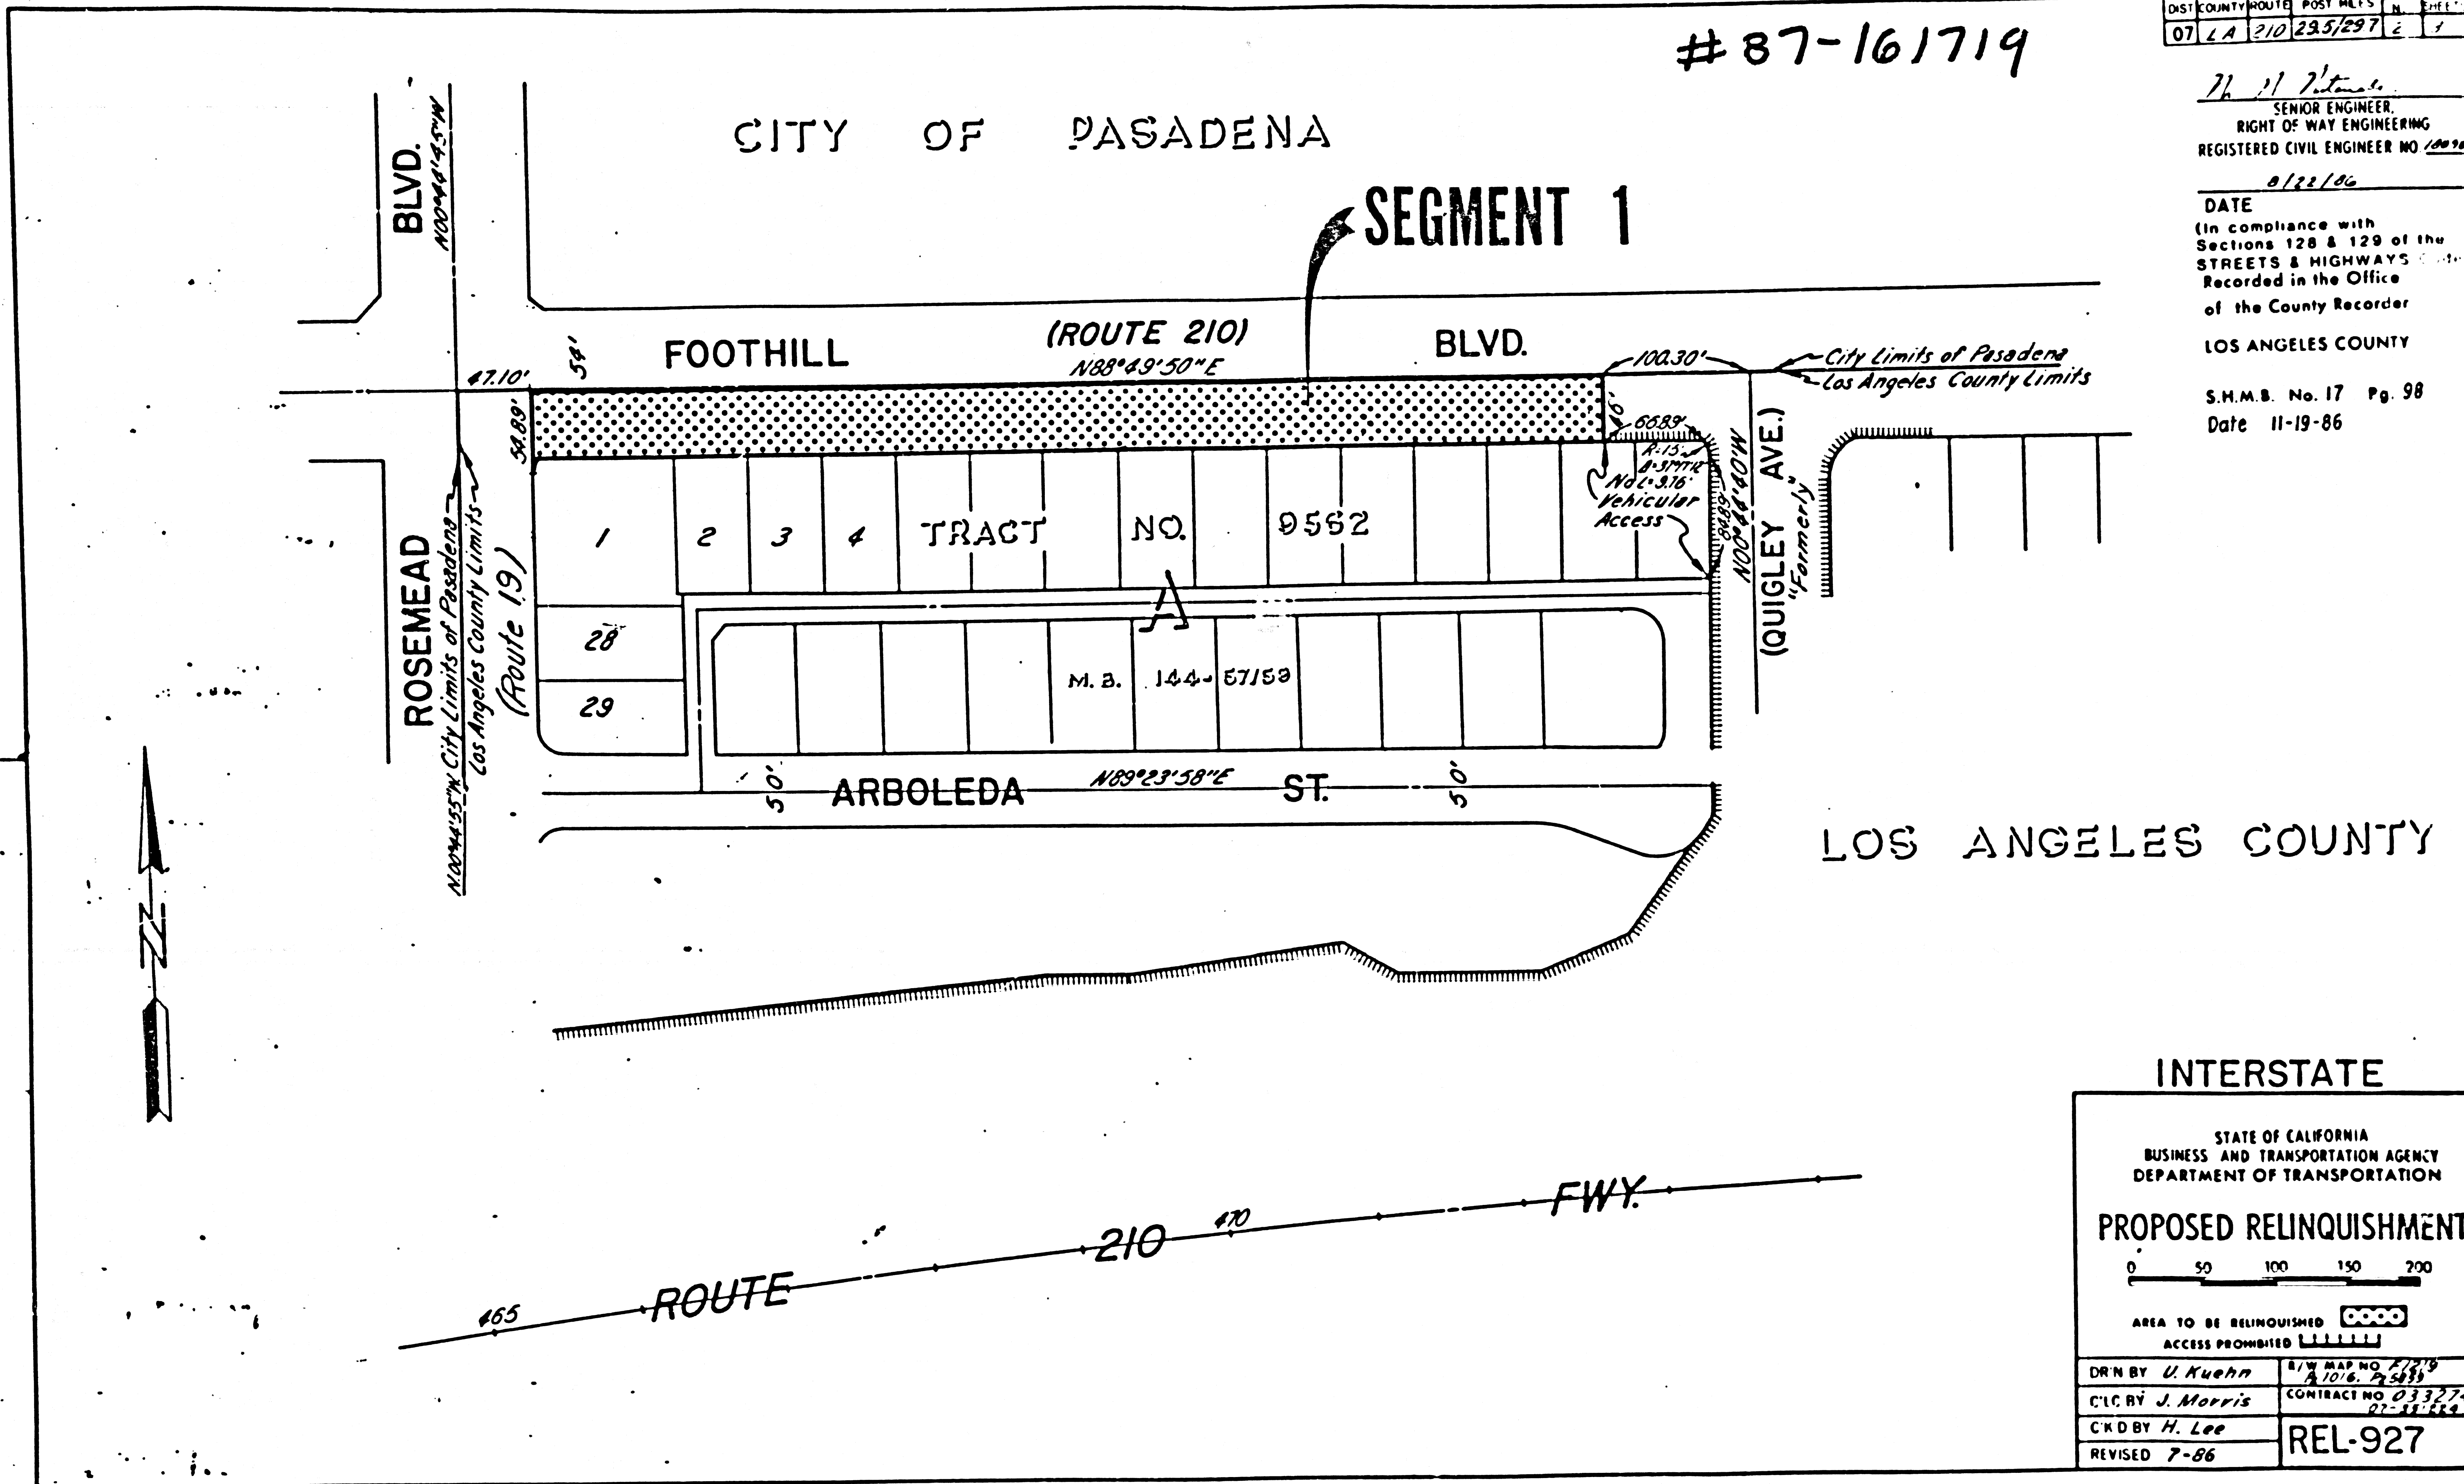 # 87-161719
DIST COUNTY ROUTE POST MILES
07 LA 210 29.5/29.7
SENIOR ENGINEER,
RIGHT OF WAY ENGINEERING
REGISTERED CIVIL ENGINEER NO.
8/22/86
DATE
(In compliance with
Sections 128 & 129 of the
STREETS & HIGHWAYS
Recorded in the Office
of the County Recorder
LOS ANGELES COUNTY
S.H.M.B. No. 17 Pg. 98
Date 11-19-86
CITY OF PASADENA
SEGMENT 1
BLVD.
N00°44'45"W
FOOTHILL (ROUTE 210) BLVD.
N88°49'50"E
54'
47.10'
54.89'
100.30'
City Limits of Pasadena
Los Angeles County Limits
46'
66.89'
R=15'
L=9.76'
No
Vehicular
Access
84.89'
N00°44'40"W
(QUIGLEY AVE.)
"Formerly"
ROSEMEAD
N00°44'55"W City Limits of Pasadena
Los Angeles County Limits
(Route 19)
1 2 3 4 TRACT NO. 9562
A
28
29
M.B. 144-57/59
50' ARBOLEDA N89°23'58"E ST. 50'
LOS ANGELES COUNTY
N
465 ROUTE 210 470 FWY.
INTERSTATE
STATE OF CALIFORNIA
BUSINESS AND TRANSPORTATION AGENCY
DEPARTMENT OF TRANSPORTATION
PROPOSED RELINQUISHMENT
0 50 100 150 200
AREA TO BE RELINQUISHED
ACCESS PROHIBITED
DR'N BY U. Kuehn
R/W MAP NO
C'LC BY J. Morris
CONTRACT NO
C'K'D BY H. Lee
REVISED 7-86
REL-927